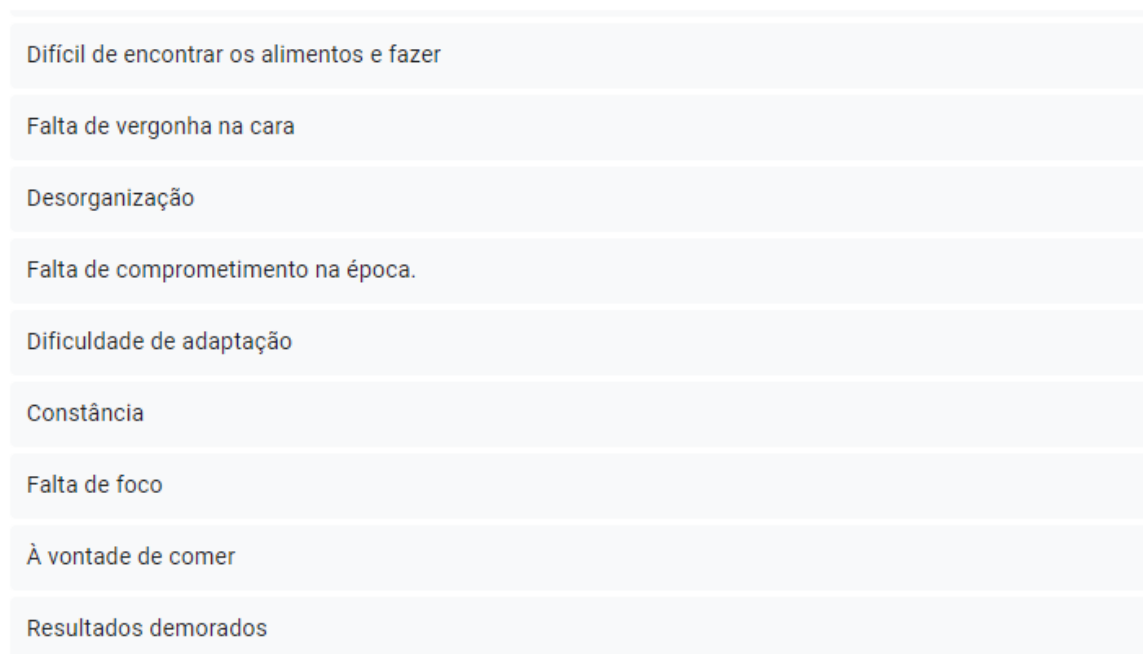 Difícil de encontrar os alimentos e fazer
Falta de vergonha na cara
Desorganização
Falta de comprometimento na época.
Dificuldade de adaptação
Constância
Falta de foco
À vontade de comer
Resultados demorados